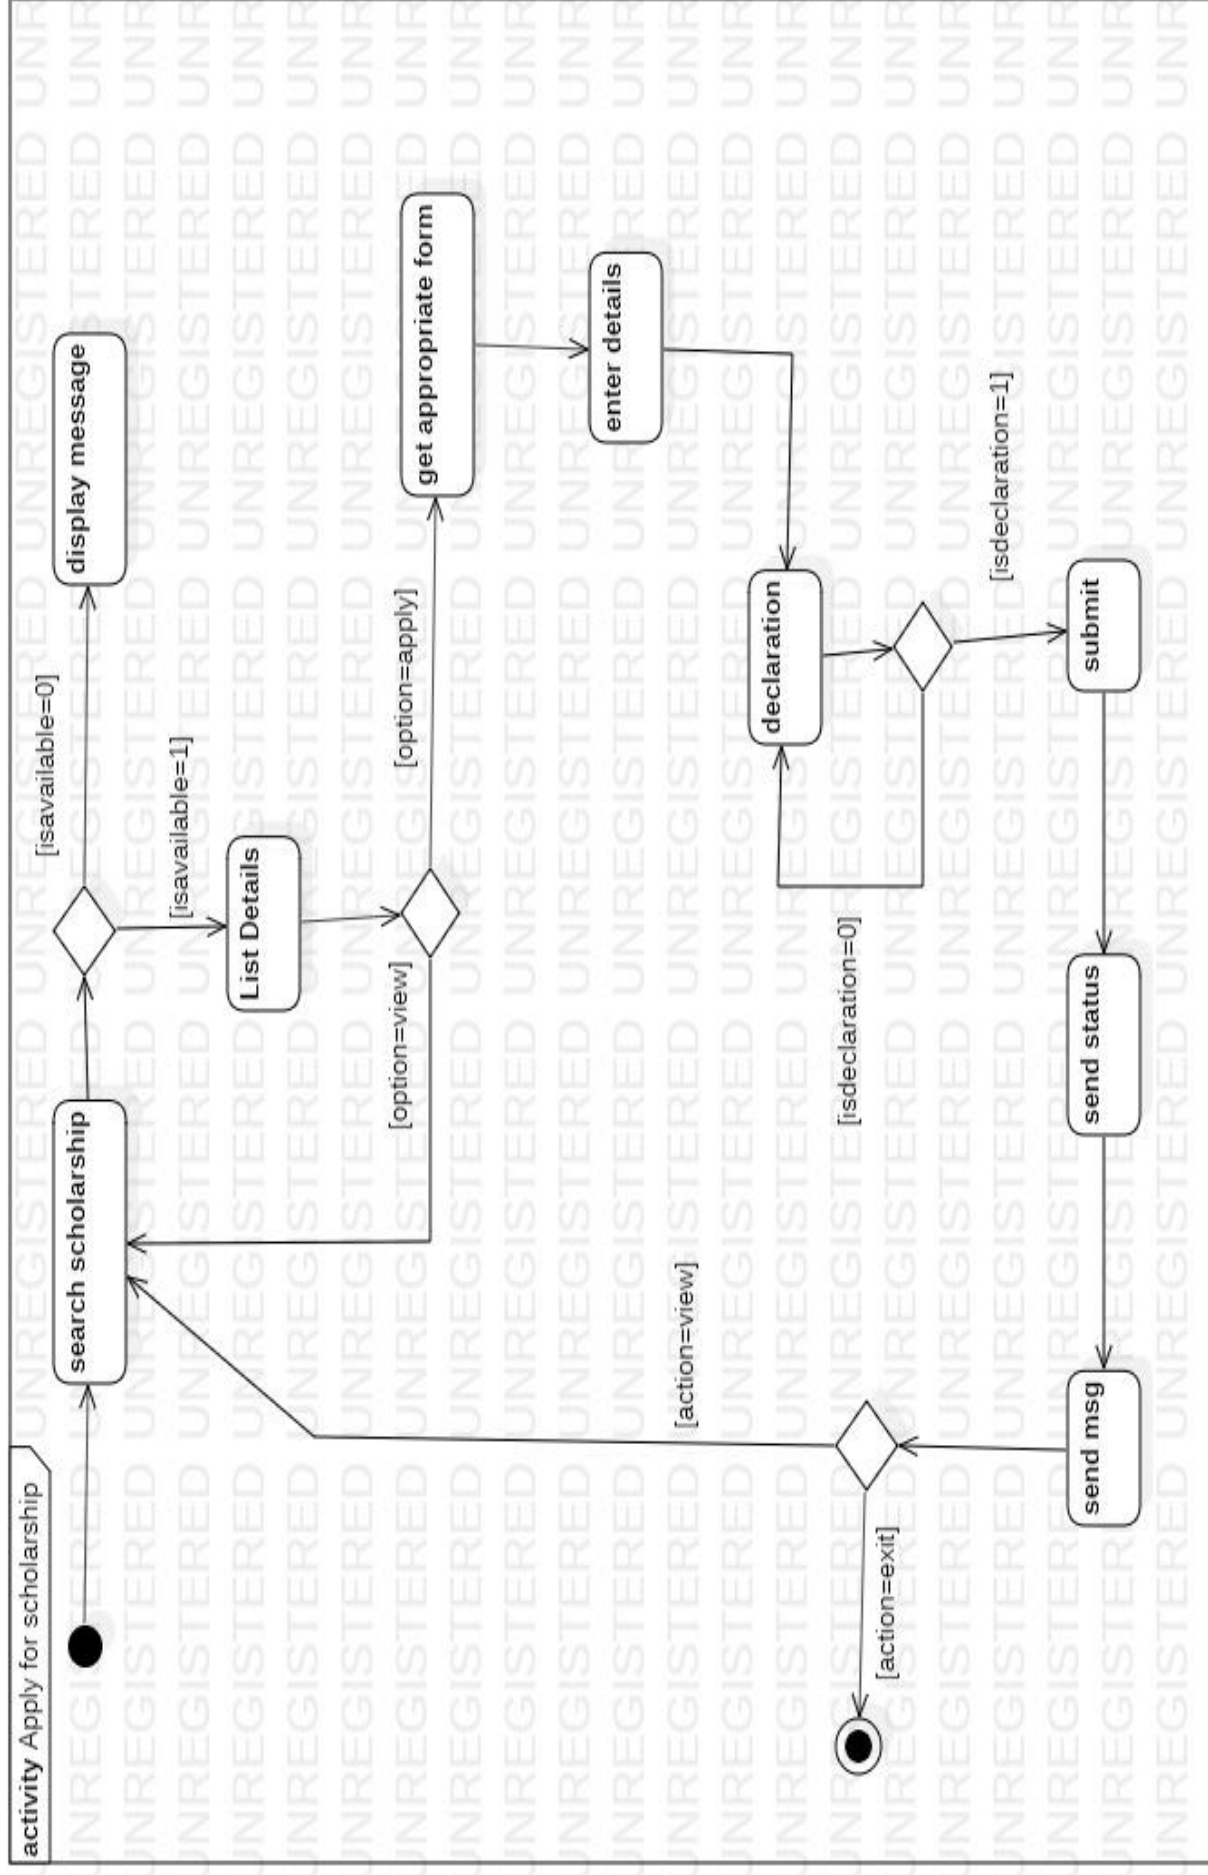 activity Apply for scholarship
search scholarship
[isavailable=0]
display message
[isavailable=1]
List Details
[option=view]
[option=apply]
get appropriate form
enter details
declaration
[isdeclaration=0]
[isdeclaration=1]
submit
send status
send msg
[action=view]
[action=exit]
UNREGISTERED